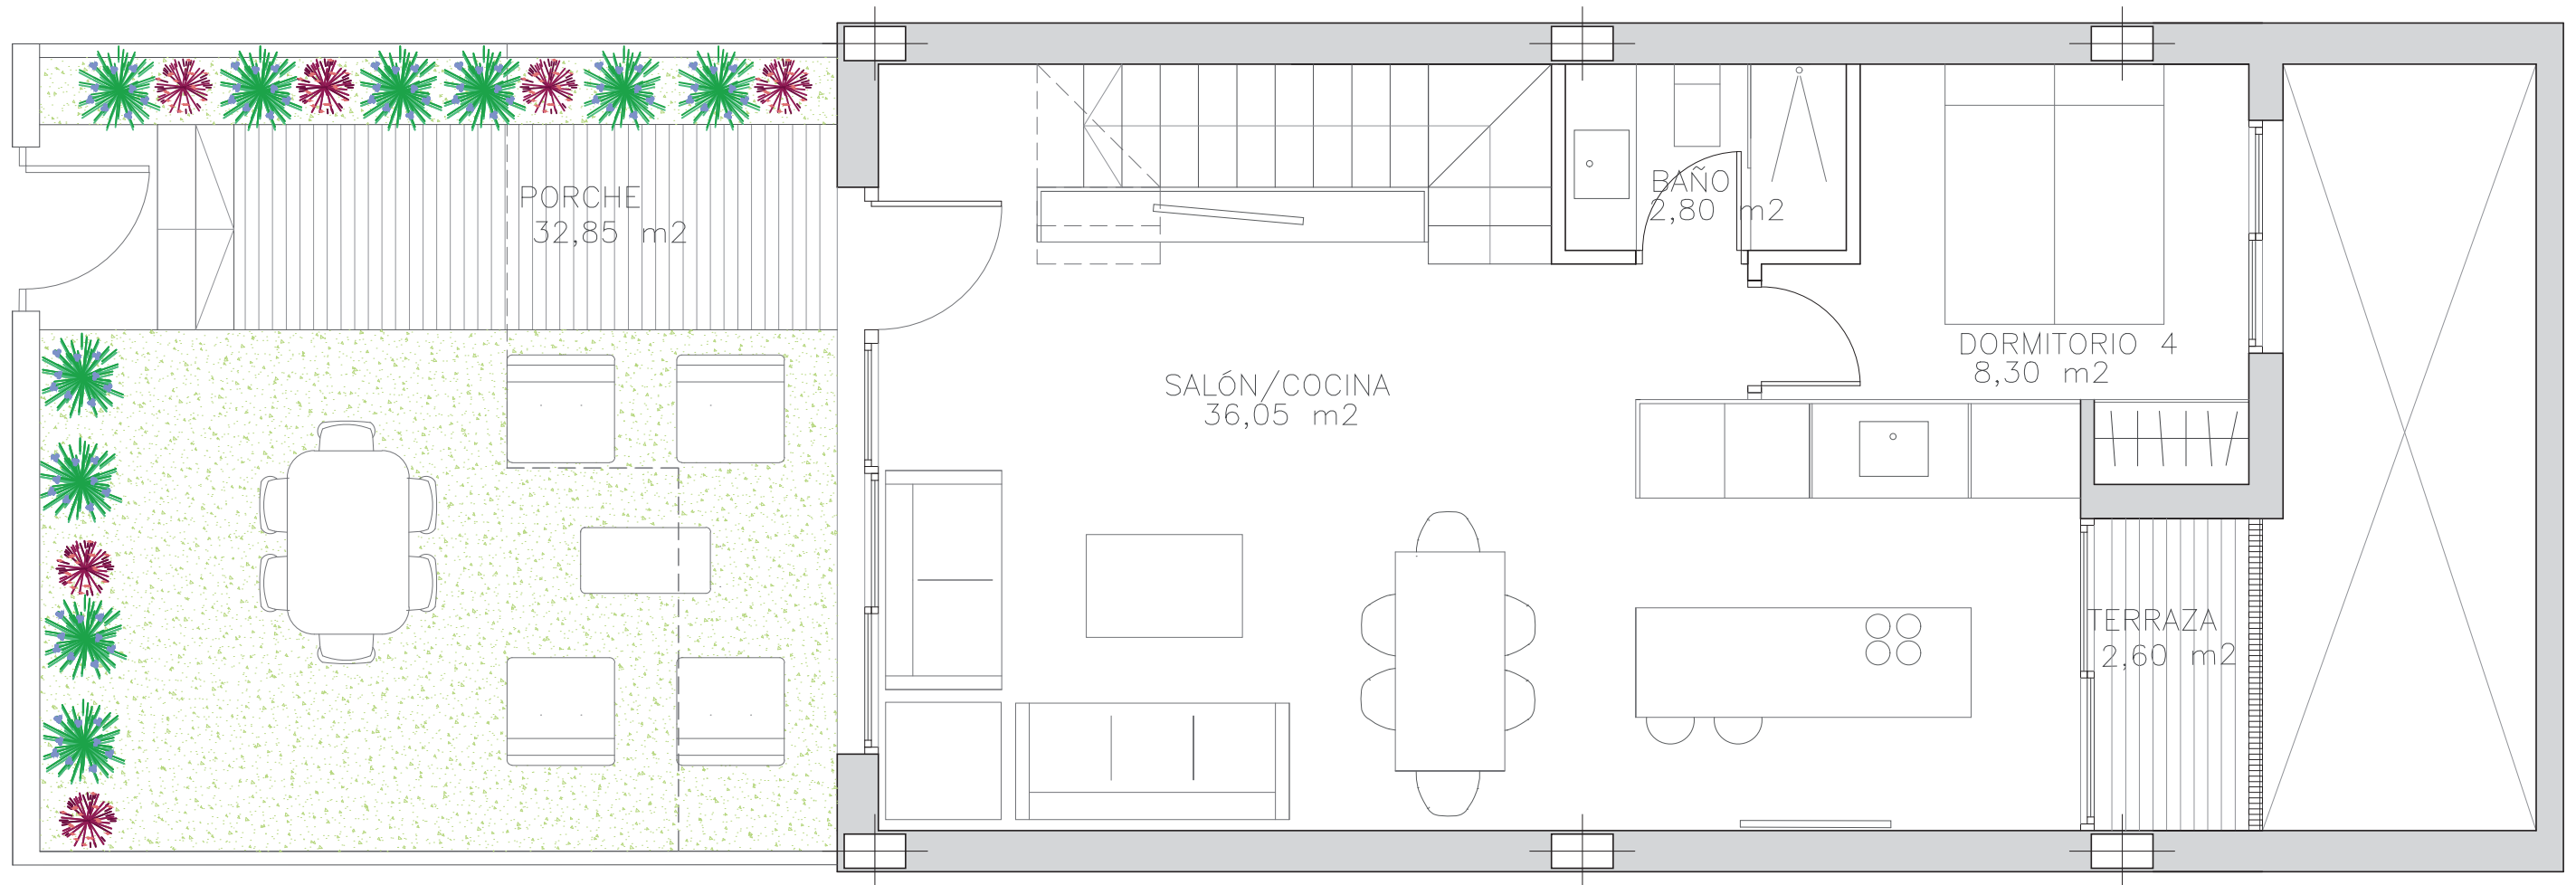 PORCHE
32,85 m2
BAÑO
2,80 m2
DORMITORIO 4
8,30 m2
SALÓN/COCINA
36,05 m2
TERRAZA
2,60 m2